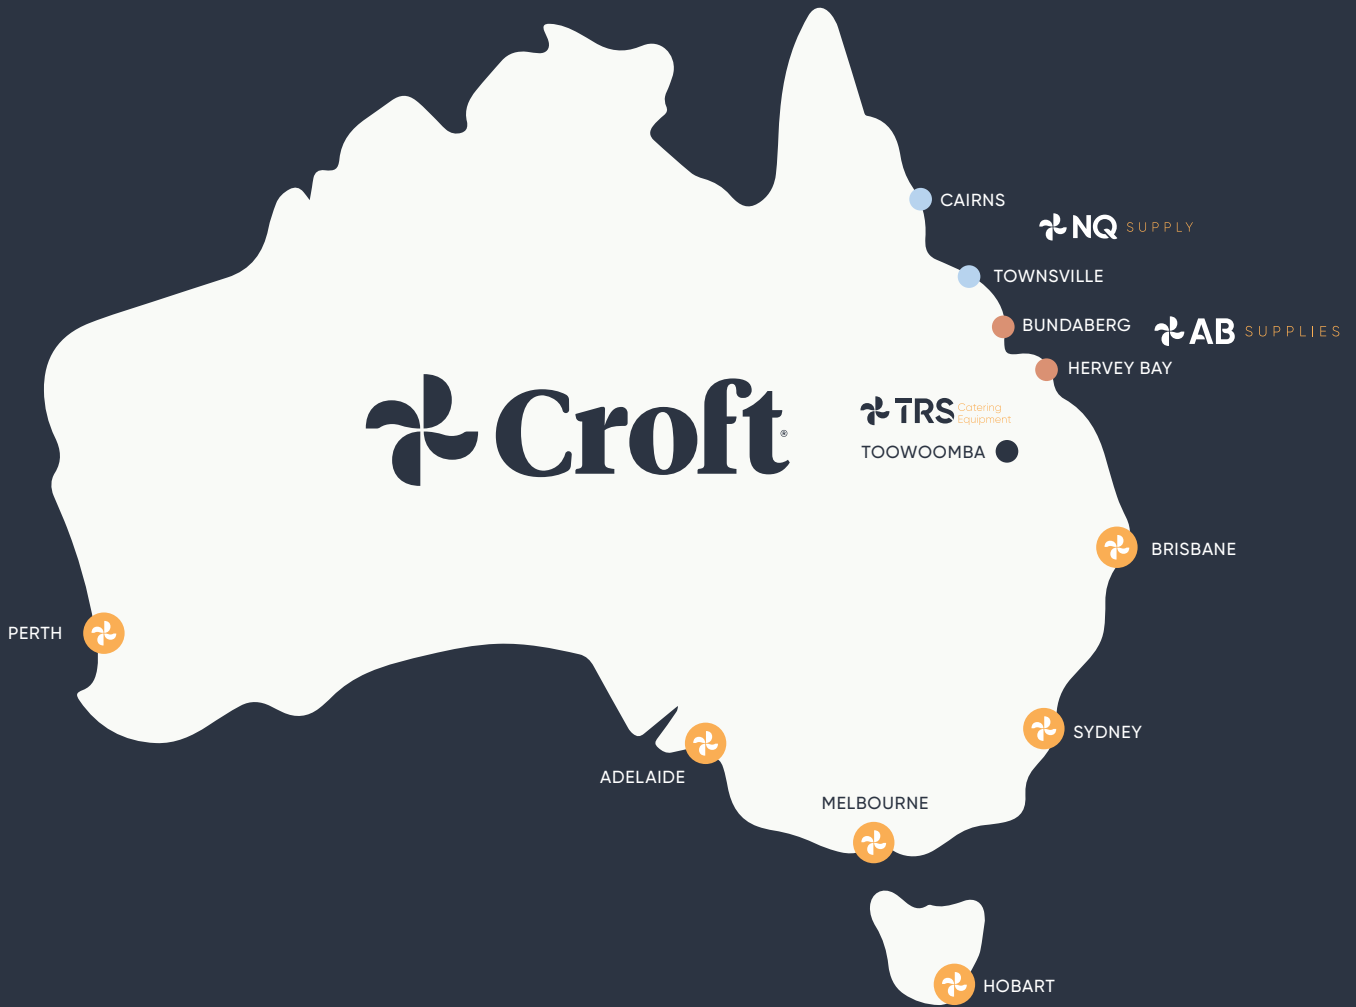 CAIRNS
NQ SUPPLY
TOWNSVILLE
BUNDABERG
AB SUPPLIES
HERVEY BAY
Croft®
TRS Catering
Equipment
TOOWOOMBA
BRISBANE
PERTH
SYDNEY
ADELAIDE
MELBOURNE
HOBART